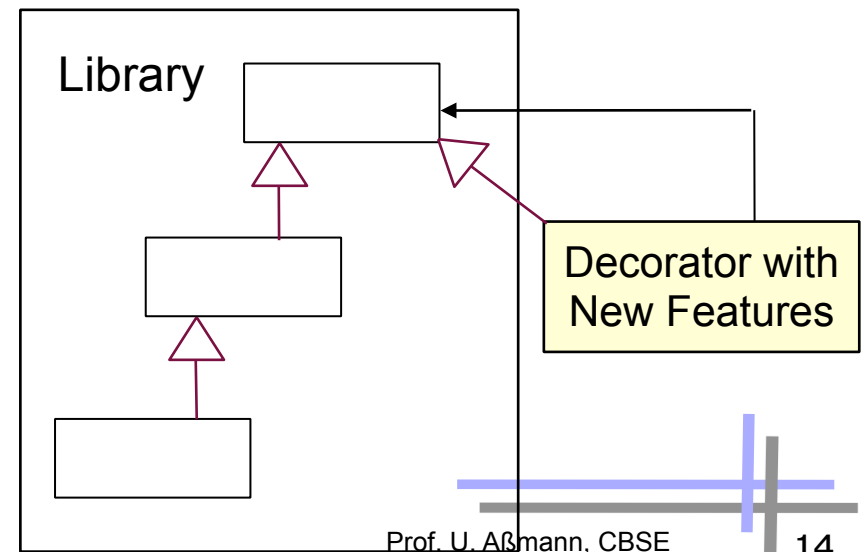 Library
Decorator with
New Features
Prof. U. Aßmann, CBSE
14